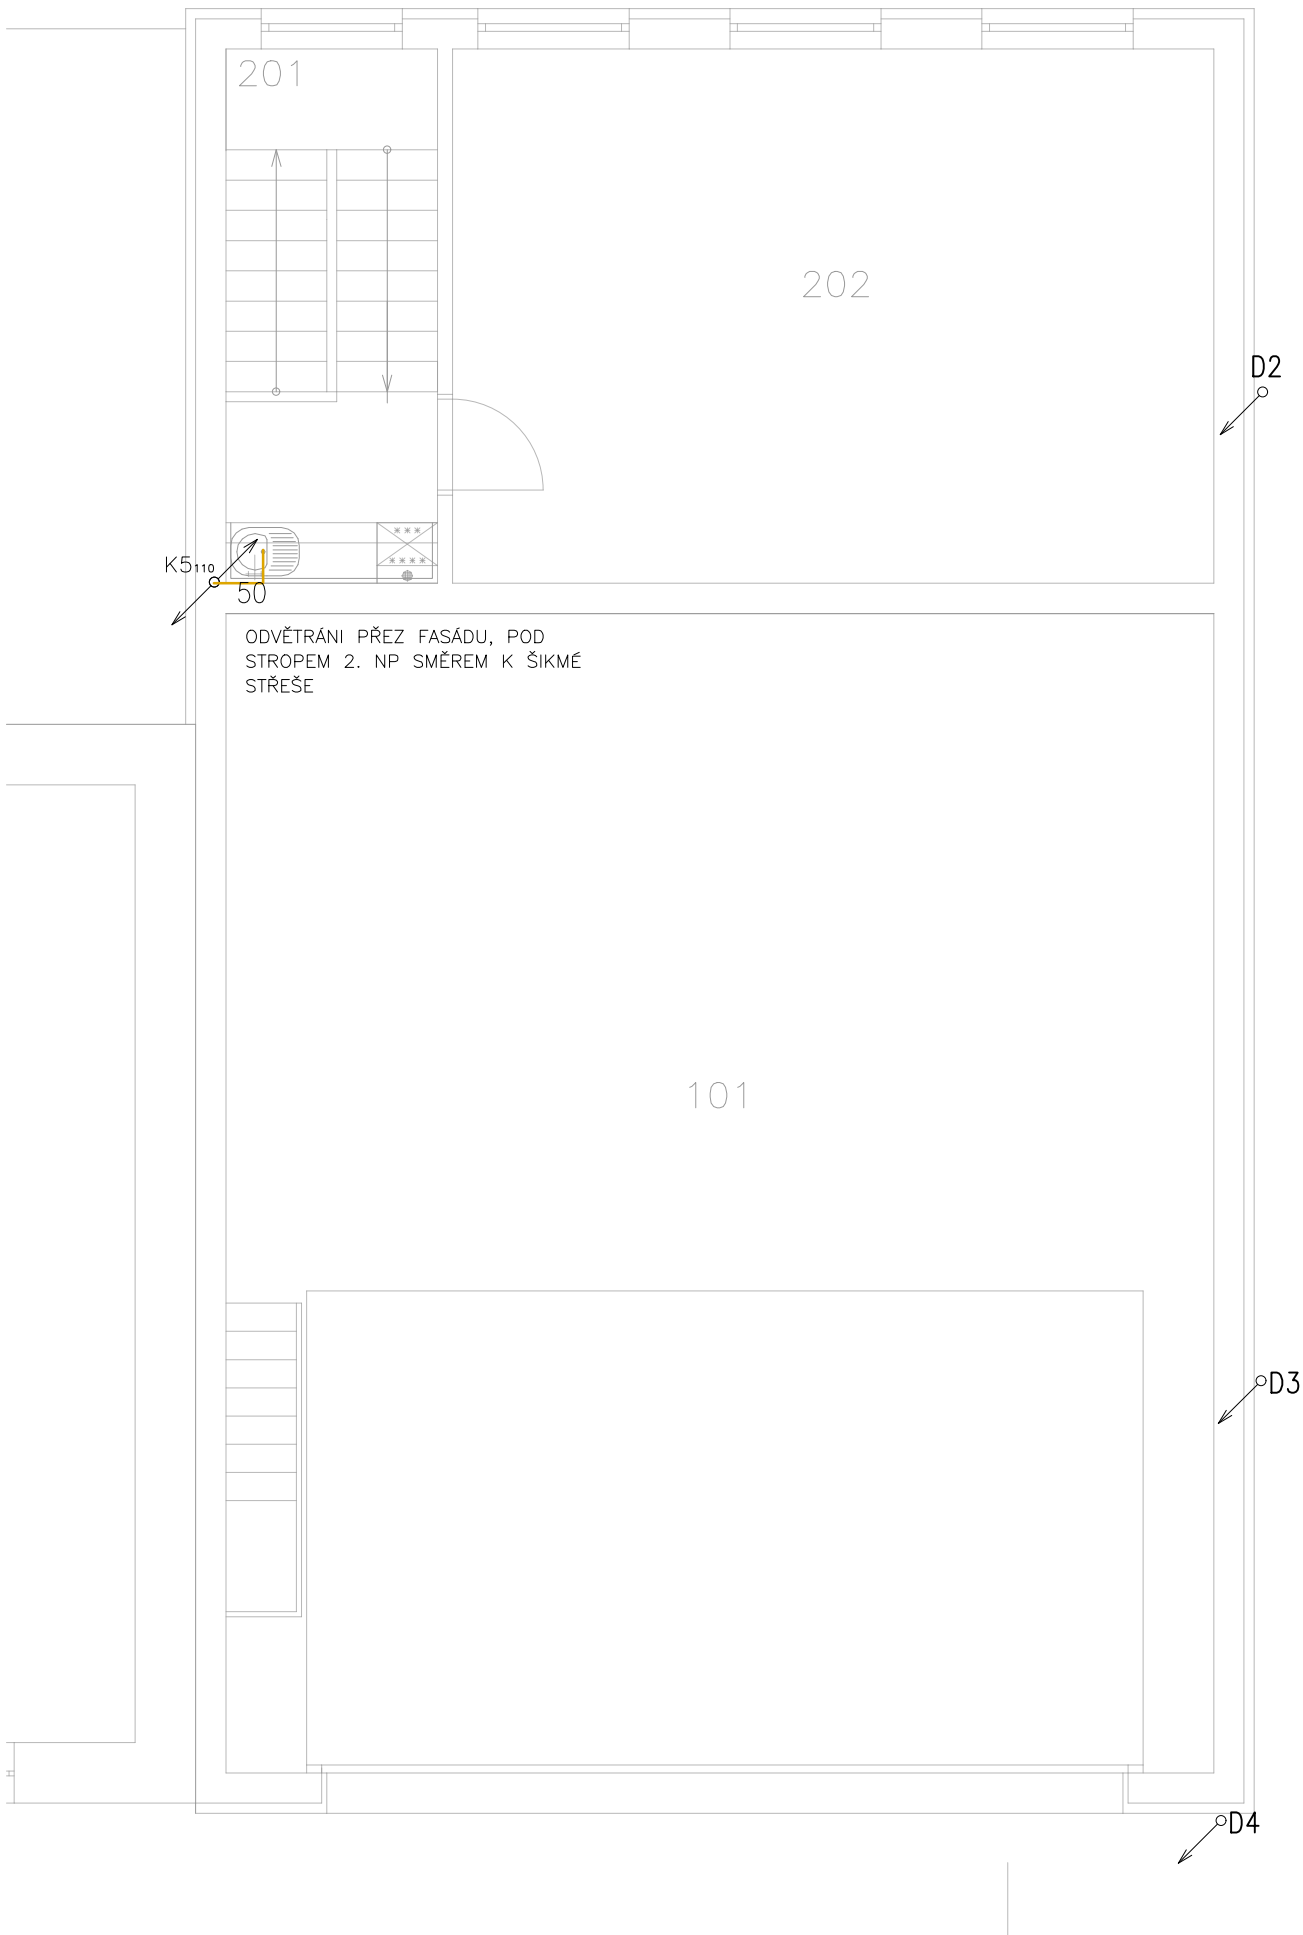 201
202
D2
K5₁₁₀
50
ODVĚTRÁNI PŘEZ FASÁDU, POD
STROPEM 2. NP SMĚREM K ŠIKMÉ
STŘEŠE
101
D3
D4